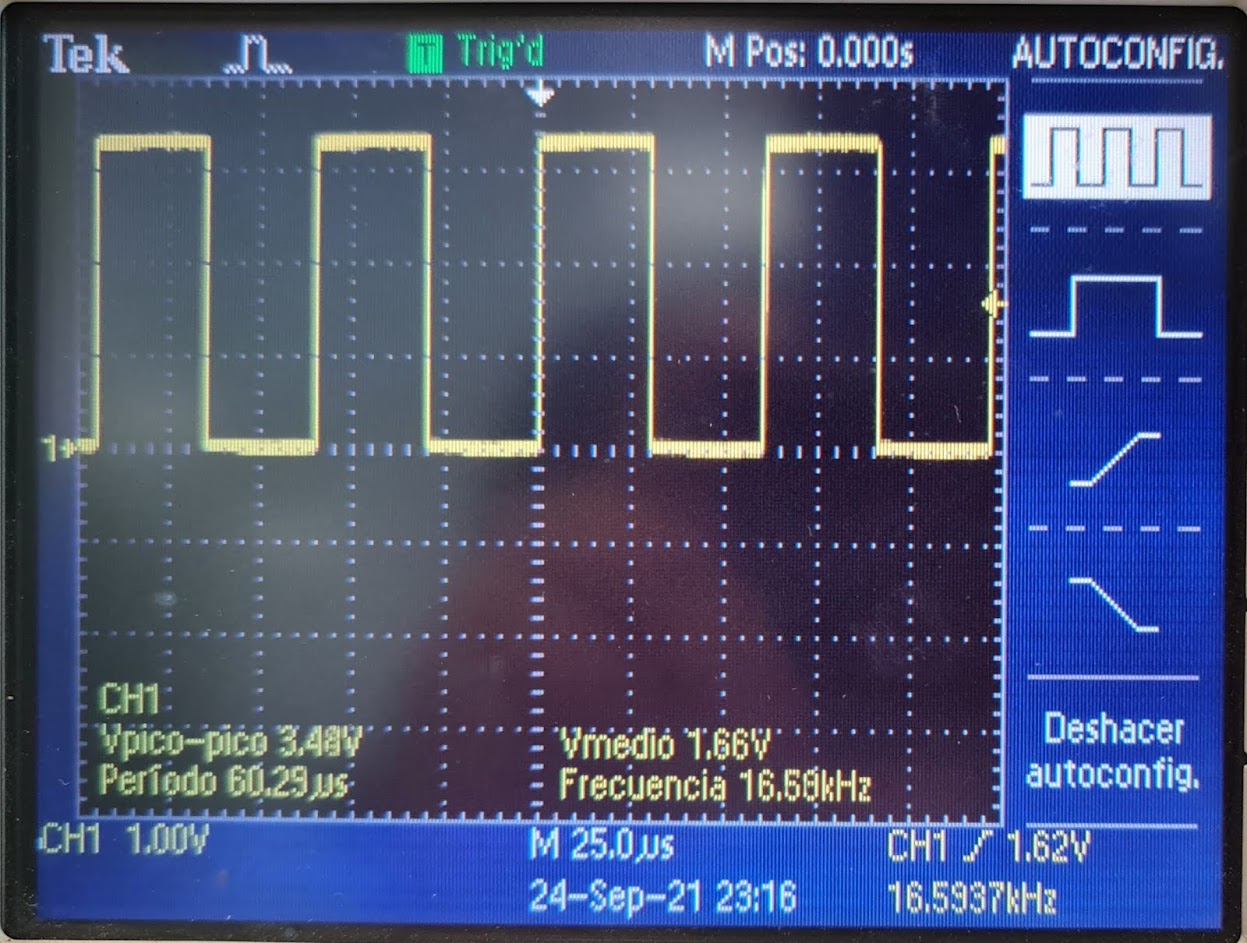 Tek T Trig'd M Pos: 0.000s AUTOCONFIG.
1
CH1
Vpico-pico 3.48V Vmedio 1.66V
Período 60.29µs Frecuencia 16.59kHz
Deshacer
autoconfig.
CH1 1.00V M 25.0µs CH1 1.62V
24-Sep-21 23:16 16.5937kHz